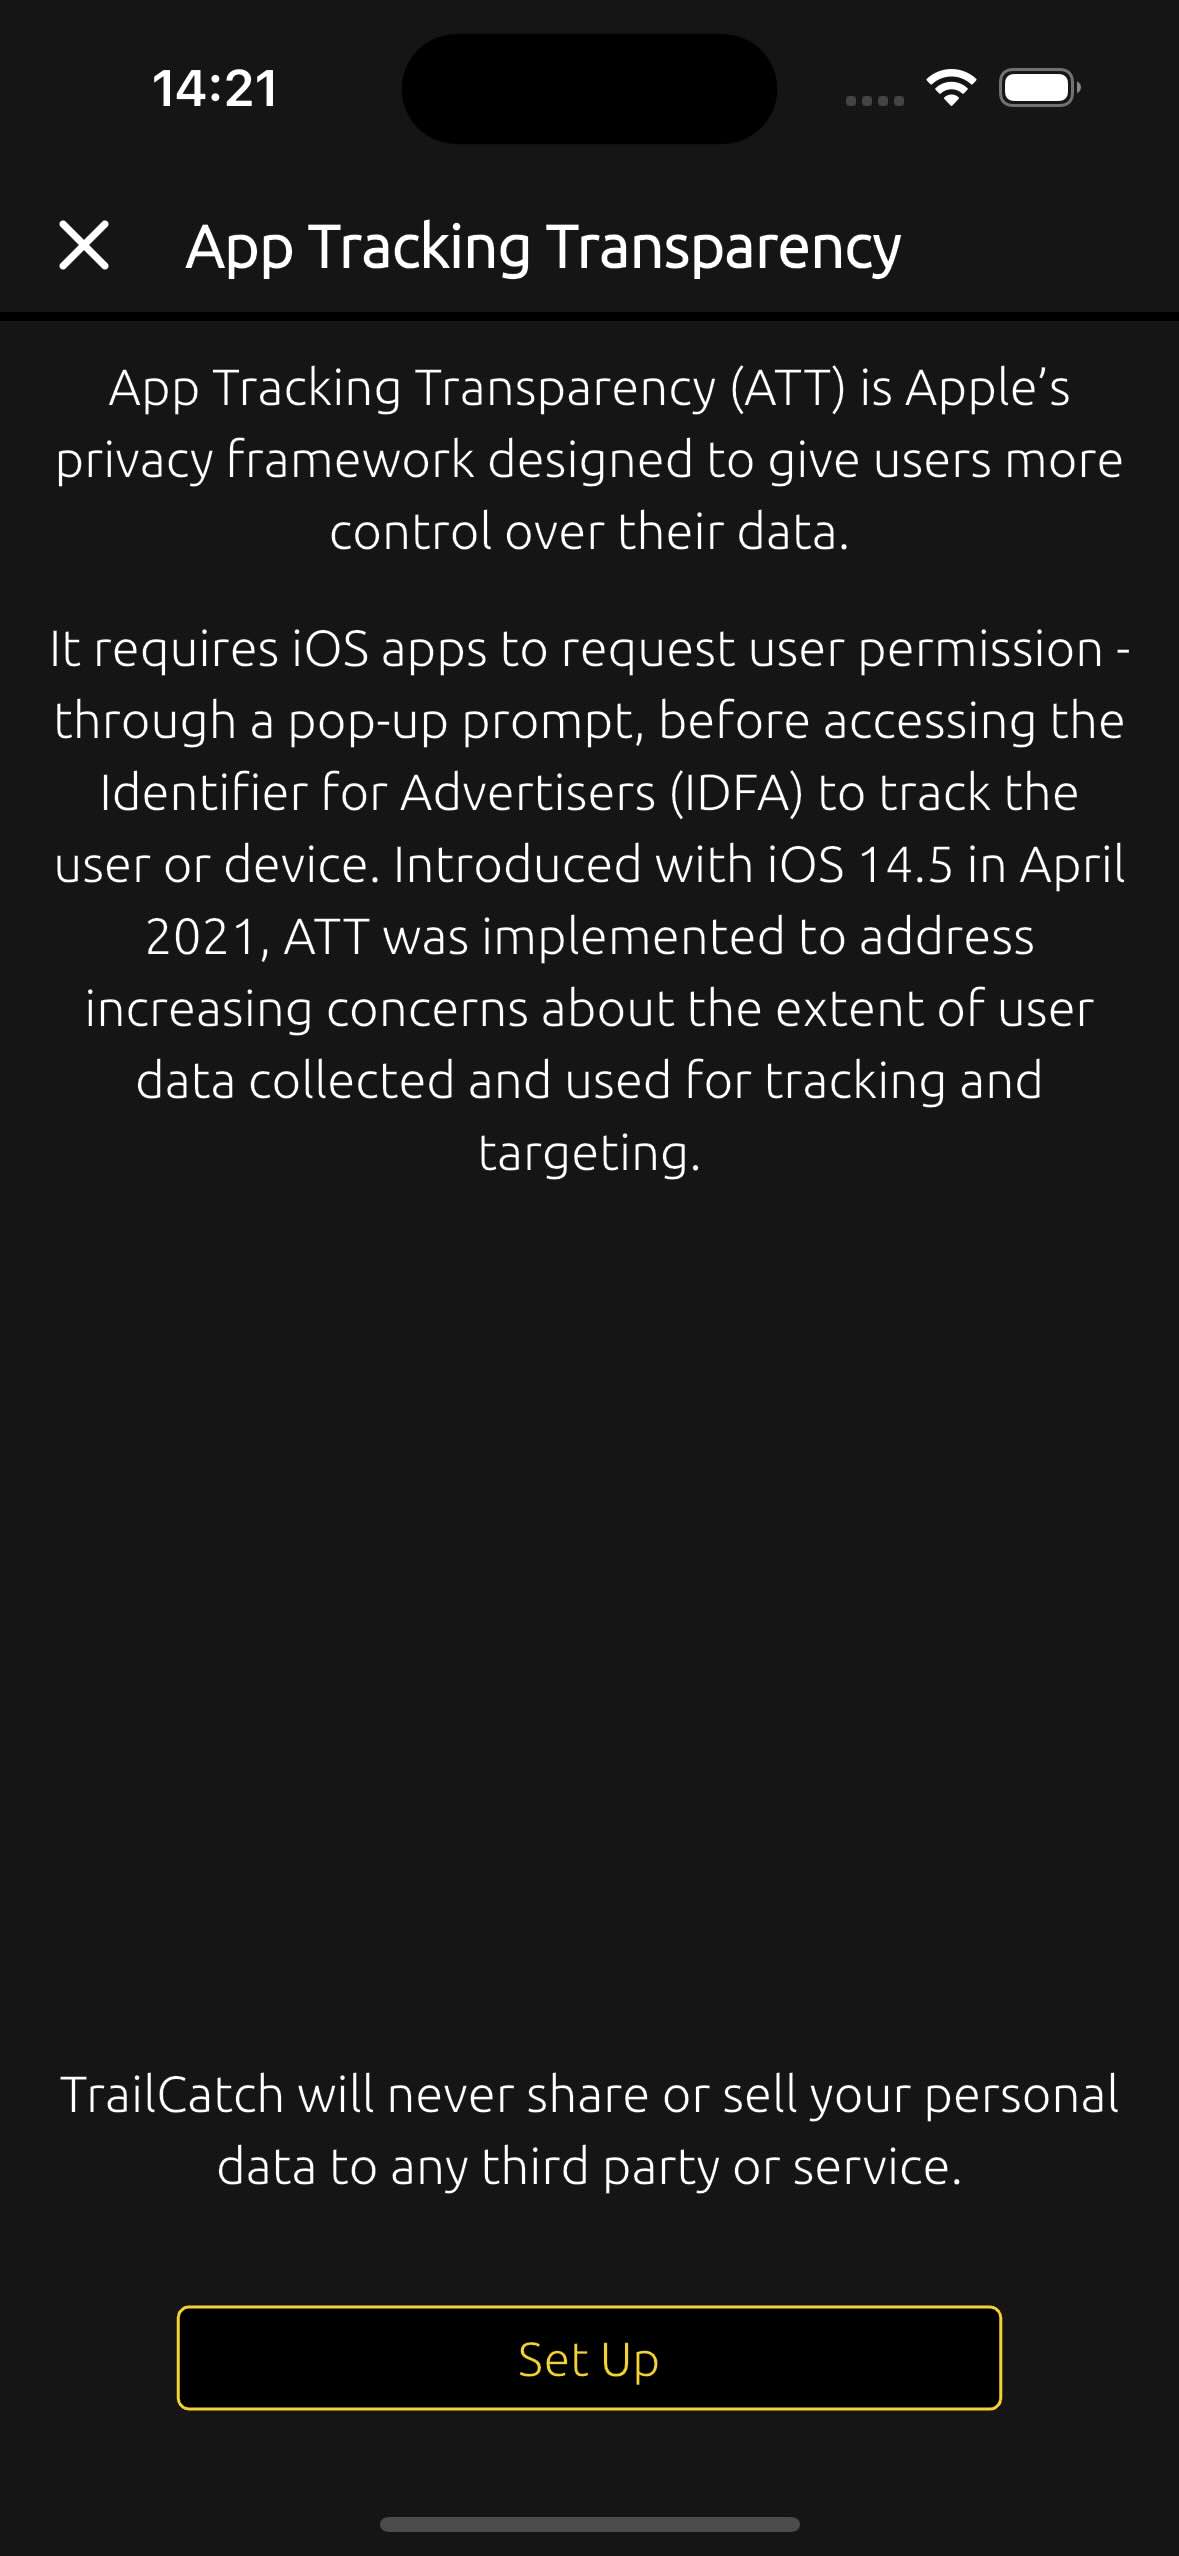 14:21
App Tracking Transparency
App Tracking Transparency (ATT) is Apple’s
privacy framework designed to give users more
control over their data.
It requires iOS apps to request user permission -
through a pop-up prompt, before accessing the
Identifier for Advertisers (IDFA) to track the
user or device. Introduced with iOS 14.5 in April
2021, ATT was implemented to address
increasing concerns about the extent of user
data collected and used for tracking and
targeting.
TrailCatch will never share or sell your personal
data to any third party or service.
Set Up